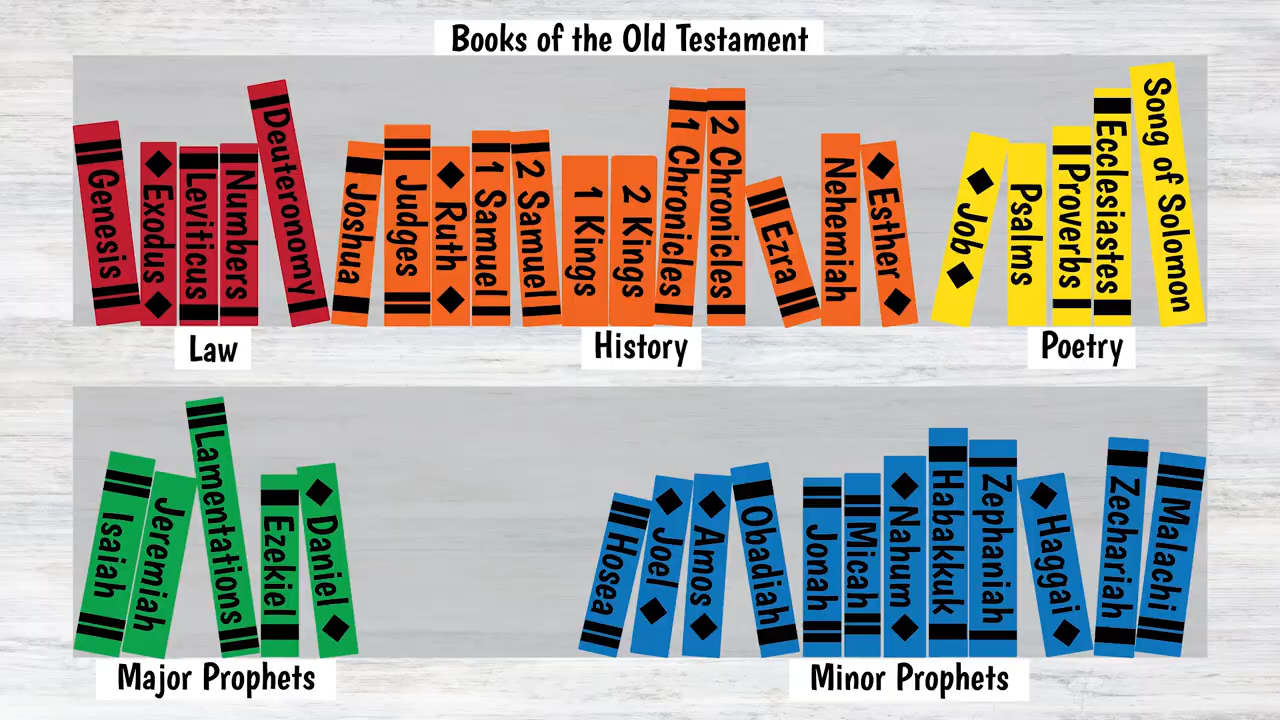 Books of the Old Testament
Genesis
Exodus
Leviticus
Numbers
Deuteronomy
Joshua
Judges
Ruth
1 Samuel
2 Samuel
1 Kings
2 Kings
1 Chronicles
2 Chronicles
Ezra
Nehemiah
Esther
Job
Psalms
Proverbs
Ecclesiastes
Song of Solomon
Law
History
Poetry
Isaiah
Jeremiah
Lamentations
Ezekiel
Daniel
Hosea
Joel
Amos
Obadiah
Jonah
Micah
Nahum
Habakkuk
Zephaniah
Haggai
Zechariah
Malachi
Major Prophets
Minor Prophets